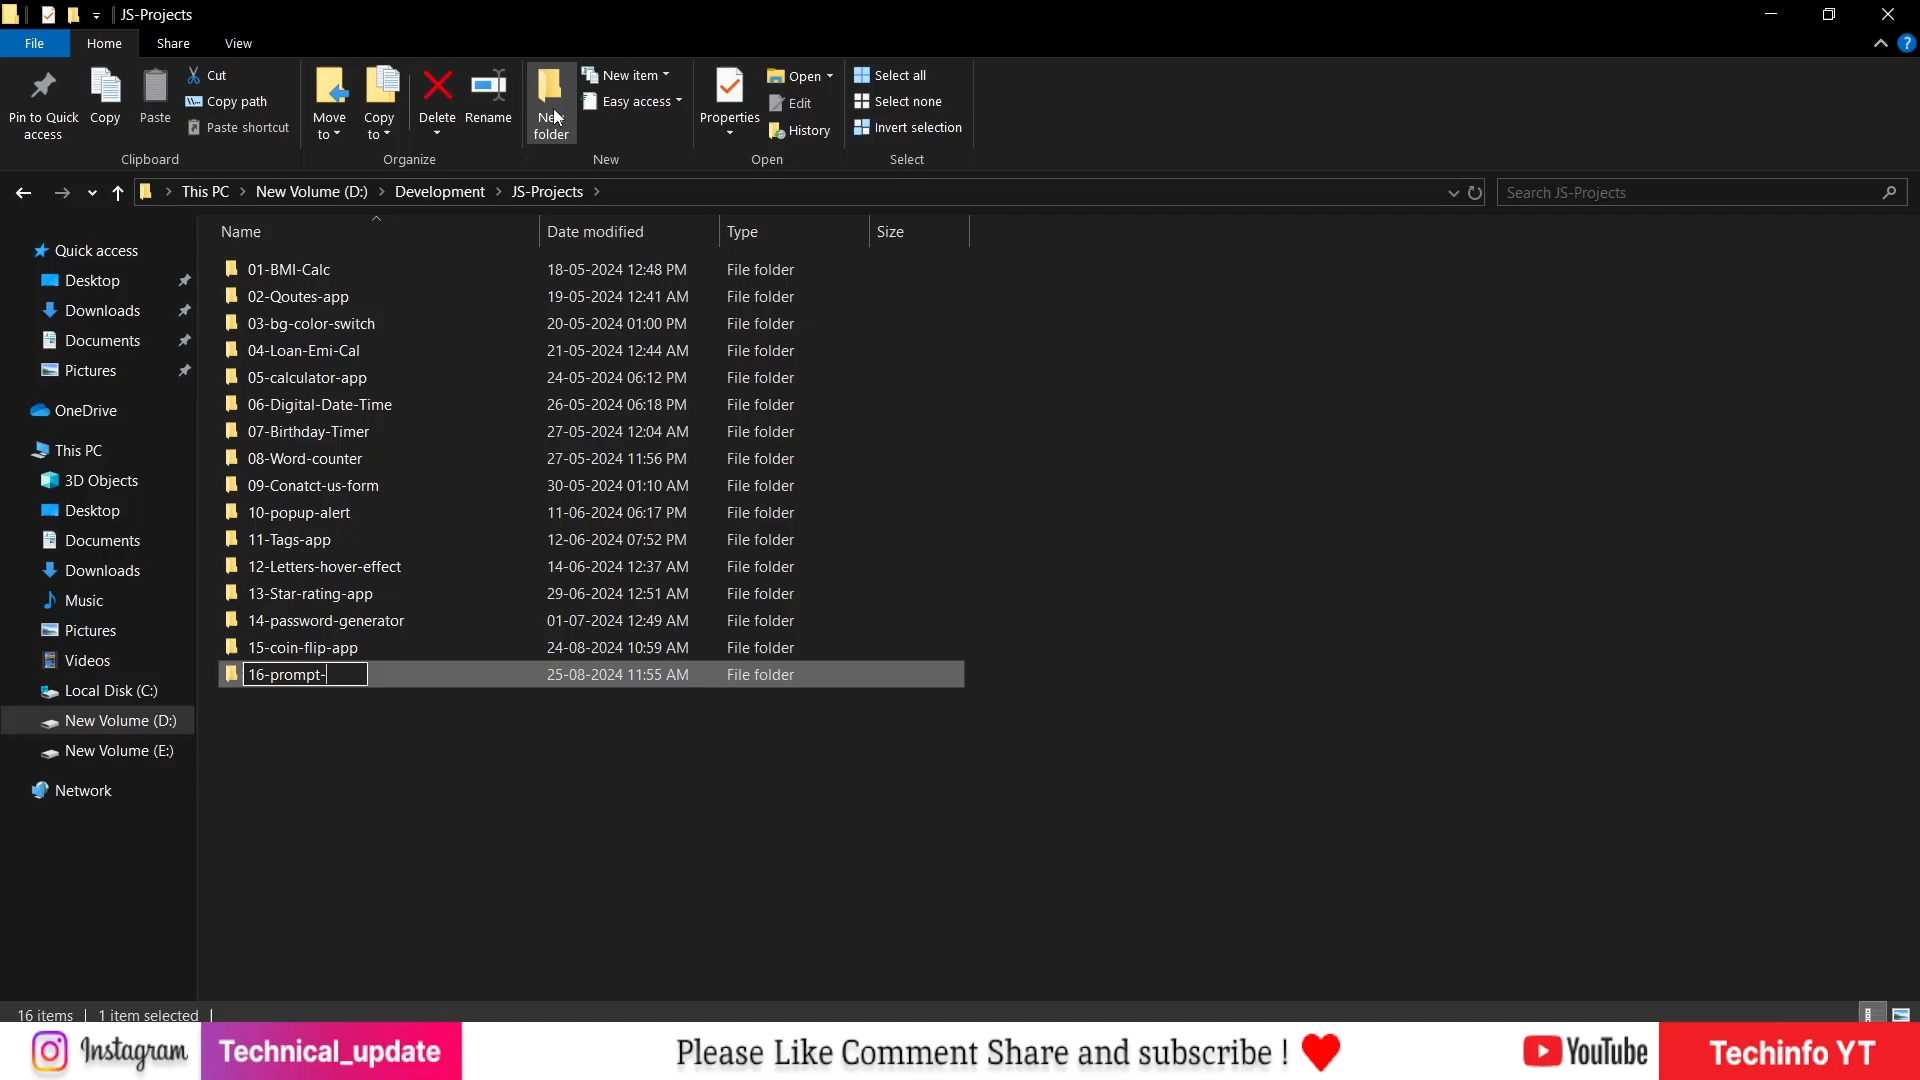 JS-Projects
File Home Share View
Pin to Quick access
Copy
Paste
Cut
Copy path
Paste shortcut
Move to
Copy to
Delete
Rename
New folder
New item
Easy access
Properties
Open
Edit
History
Select all
Select none
Invert selection
Clipboard Organize New Open Select
This PC New Volume (D:) Development JS-Projects
Search JS-Projects
Quick access
Desktop
Downloads
Documents
Pictures
OneDrive
This PC
3D Objects
Desktop
Documents
Downloads
Music
Pictures
Videos
Local Disk (C:)
New Volume (D:)
New Volume (E:)
Network
Name Date modified Type Size
01-BMI-Calc 18-05-2024 12:48 PM File folder
02-Qoutes-app 19-05-2024 12:41 AM File folder
03-bg-color-switch 20-05-2024 01:00 PM File folder
04-Loan-Emi-Cal 21-05-2024 12:44 AM File folder
05-calculator-app 24-05-2024 06:12 PM File folder
06-Digital-Date-Time 26-05-2024 06:18 PM File folder
07-Birthday-Timer 27-05-2024 12:04 AM File folder
08-Word-counter 27-05-2024 11:56 PM File folder
09-Conatct-us-form 30-05-2024 01:10 AM File folder
10-popup-alert 11-06-2024 06:17 PM File folder
11-Tags-app 12-06-2024 07:52 PM File folder
12-Letters-hover-effect 14-06-2024 12:37 AM File folder
13-Star-rating-app 29-06-2024 12:51 AM File folder
14-password-generator 01-07-2024 12:49 AM File folder
15-coin-flip-app 24-08-2024 10:59 AM File folder
16-prompt- 25-08-2024 11:55 AM File folder
16 items 1 item selected
Instagram Technical_update Please Like Comment Share and subscribe ! YouTube Techinfo YT